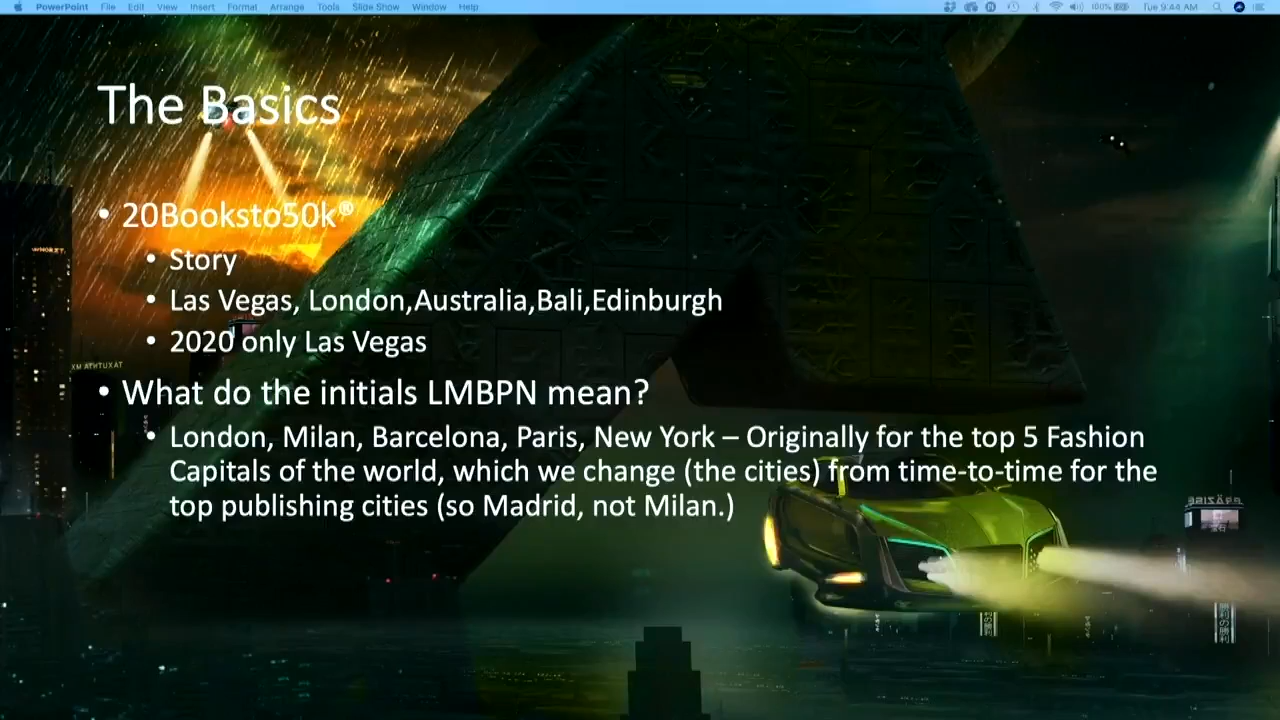 PowerPoint File Edit View Insert Format Arrange Tools Slide Show Window Help 100% Tue 9:44 AM
The Basics
• 20Booksto50k®
• Story
• Las Vegas, London,Australia,Bali,Edinburgh
• 2020 only Las Vegas
• What do the initials LMBPN mean?
• London, Milan, Barcelona, Paris, New York – Originally for the top 5 Fashion
Capitals of the world, which we change (the cities) from time-to-time for the
top publishing cities (so Madrid, not Milan.)